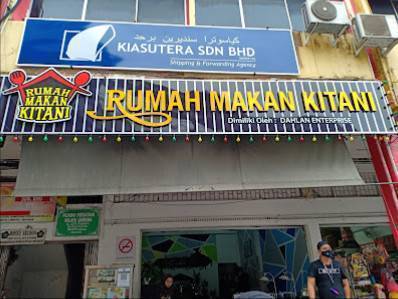 كياسوترا سنديرين برحد
KIASUTERA SDN BHD
Shipping & Forwarding Agency
RUMAH
MAKAN
KITANI
RUMAH MAKAN KITANI
Dimiliki Oleh : DAHLAN ENTERPRISE